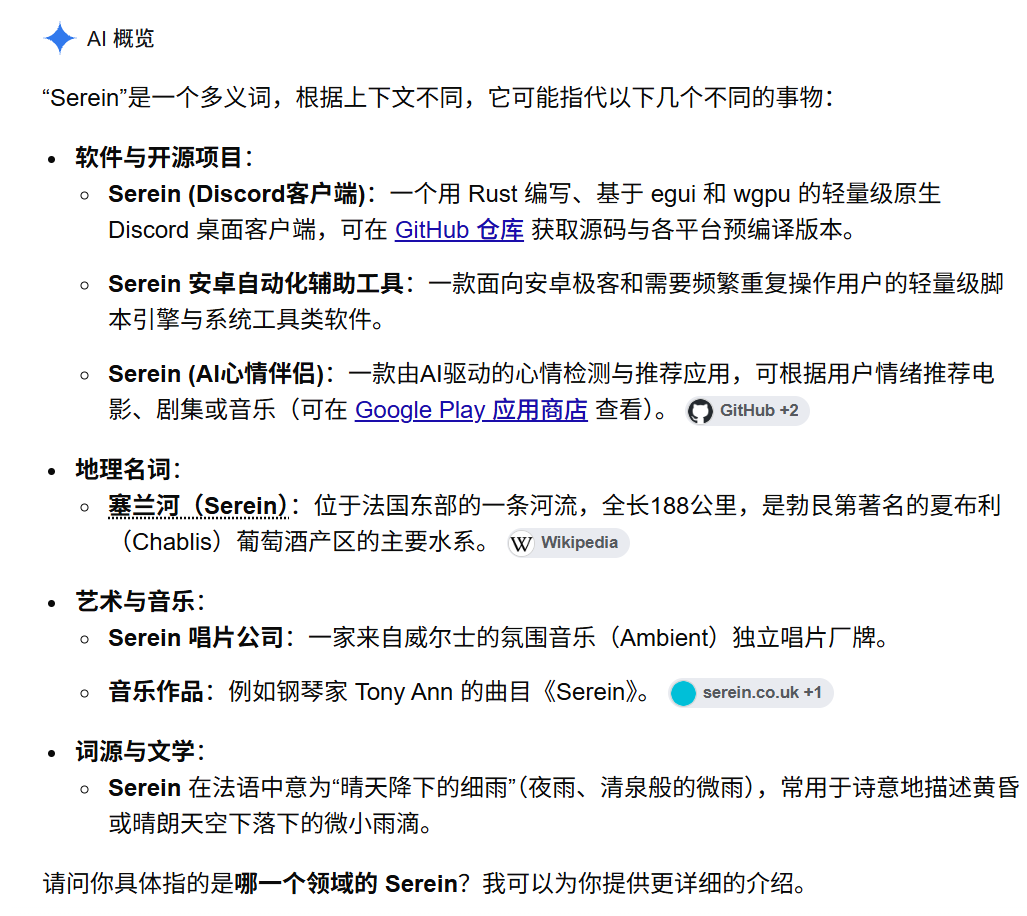 AI 概览
“Serein”是一个多义词，根据上下文不同，它可能指代以下几个不同的事物：
软件与开源项目：
Serein (Discord客户端)：一个用 Rust 编写、基于 egui 和 wgpu 的轻量级原生
Discord 桌面客户端，可在 GitHub 仓库 获取源码与各平台预编译版本。
Serein 安卓自动化辅助工具：一款面向安卓极客和需要频繁重复操作用户的轻量级脚
本引擎与系统工具类软件。
Serein (AI心情伴侣)：一款由AI驱动的心情检测与推荐应用，可根据用户情绪推荐电
影、剧集或音乐（可在 Google Play 应用商店 查看）。 GitHub +2
地理名词：
塞兰河（Serein）：位于法国东部的一条河流，全长188公里，是勃艮第著名的夏布利
（Chablis）葡萄酒产区的主要水系。 W Wikipedia
艺术与音乐：
Serein 唱片公司：一家来自威尔士的氛围音乐（Ambient）独立唱片厂牌。
音乐作品：例如钢琴家 Tony Ann 的曲目《Serein》。 serein.co.uk +1
词源与文学：
Serein 在法语中意为“晴天降下的细雨”（夜雨、清泉般的微雨），常用于诗意地描述黄昏
或晴朗天空下落下的微小雨滴。
请问你具体指的是哪一个领域的 Serein？我可以为你提供更详细的介绍。